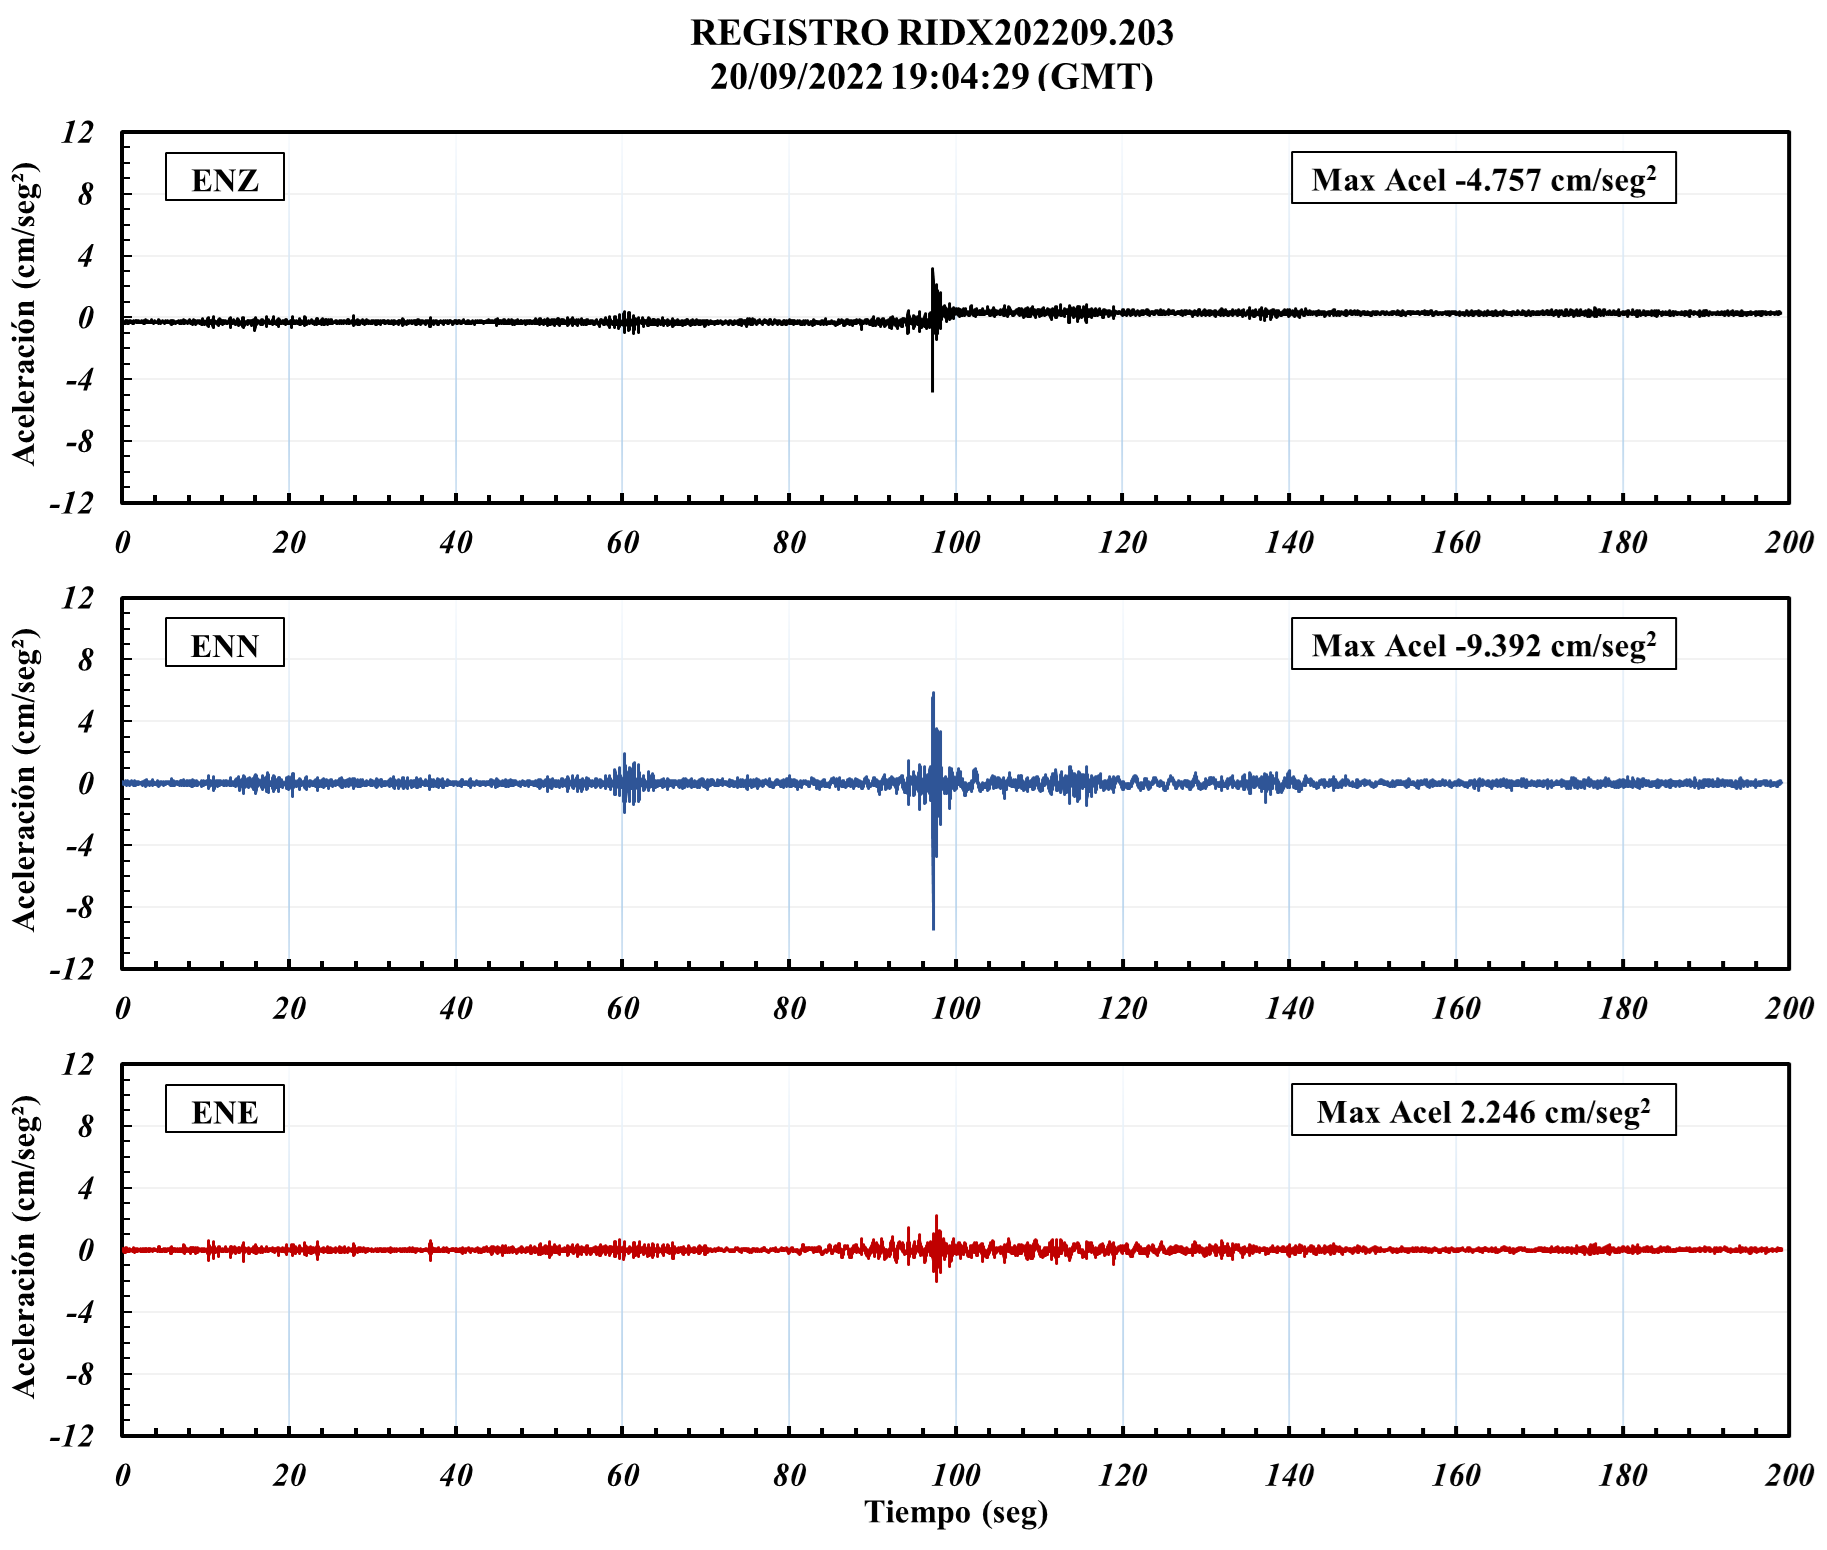 REGISTRO RIDX202209.203
20/09/2022 19:04:29 (GMT)
Aceleración (cm/seg²)
ENZ
Max Acel -4.757 cm/seg²
12
8
4
0
-4
-8
-12
0 20 40 60 80 100 120 140 160 180 200
Aceleración (cm/seg²)
ENN
Max Acel -9.392 cm/seg²
12
8
4
0
-4
-8
-12
0 20 40 60 80 100 120 140 160 180 200
Aceleración (cm/seg²)
ENE
Max Acel 2.246 cm/seg²
12
8
4
0
-4
-8
-12
0 20 40 60 80 100 120 140 160 180 200
Tiempo (seg)